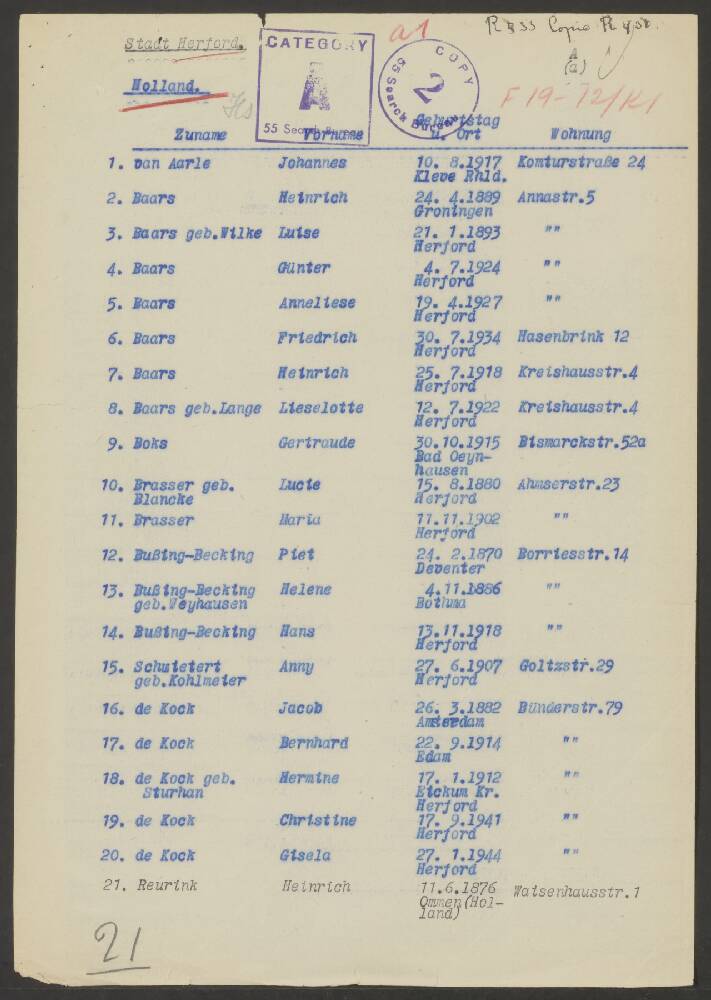 Stadt Herford.
CATEGORY
A
55 Search Bureau
a1
COPY
2
55 Search Bureau
R 455 Copie R 4
A
(a)
Holland.
Hs
F 19-72/K1
Zuname Vorname Geburtstag u. Ort Wohnung
1. van Aarle Johannes 10. 8.1917 Komturstraße 24
Kleve Rhld.
2. Baars Heinrich 24. 4.1889 Annastr.5
Groningen
3. Baars geb.Wilke Luise 21. 1.1893 ""
Herford
4. Baars Günter 4. 7.1924 ""
Herford
5. Baars Anneliese 19. 4.1927 ""
Herford
6. Baars Friedrich 30. 7.1934 Hasenbrink 12
Herford
7. Baars Heinrich 25. 7.1918 Kreishausstr.4
Herford
8. Baars geb.Lange Lieselotte 12. 7.1922 Kreishausstr.4
Herford
9. Boks Gertraude 30.10.1915 Bismarckstr.52a
Bad Oeyn-
hausen
10. Brasser geb. Lucie 15. 8.1880 Ahmserstr.23
Blancke Herford
11. Brasser Maria 11.11.1902 ""
Herford
12. Bußing-Becking Piet 24. 2.1870 Borriesstr.14
Deventer
13. Bußing-Becking Helene 4.11.1886 ""
geb.Weyhausen Bothma
14. Bußing-Becking Hans 13.11.1918 ""
Herford
15. Schwietert Anny 27. 6.1907 Goltzstr.29
geb.Kohlmeier Herford
16. de Kock Jacob 26. 3.1882 Bünderstr.79
Amsterdam
17. de Kock Bernhard 22. 9.1914 ""
Edam
18. de Kock geb. Hermine 17. 1.1912 ""
Sturhan Eickum Kr.
Herford
19. de Kock Christine 17. 9.1941 ""
Herford
20. de Kock Gisela 27. 1.1944 ""
Herford
21. Reurink Heinrich 11.6.1876 Waisenhausstr.1
Ommen(Hol-
land)
21